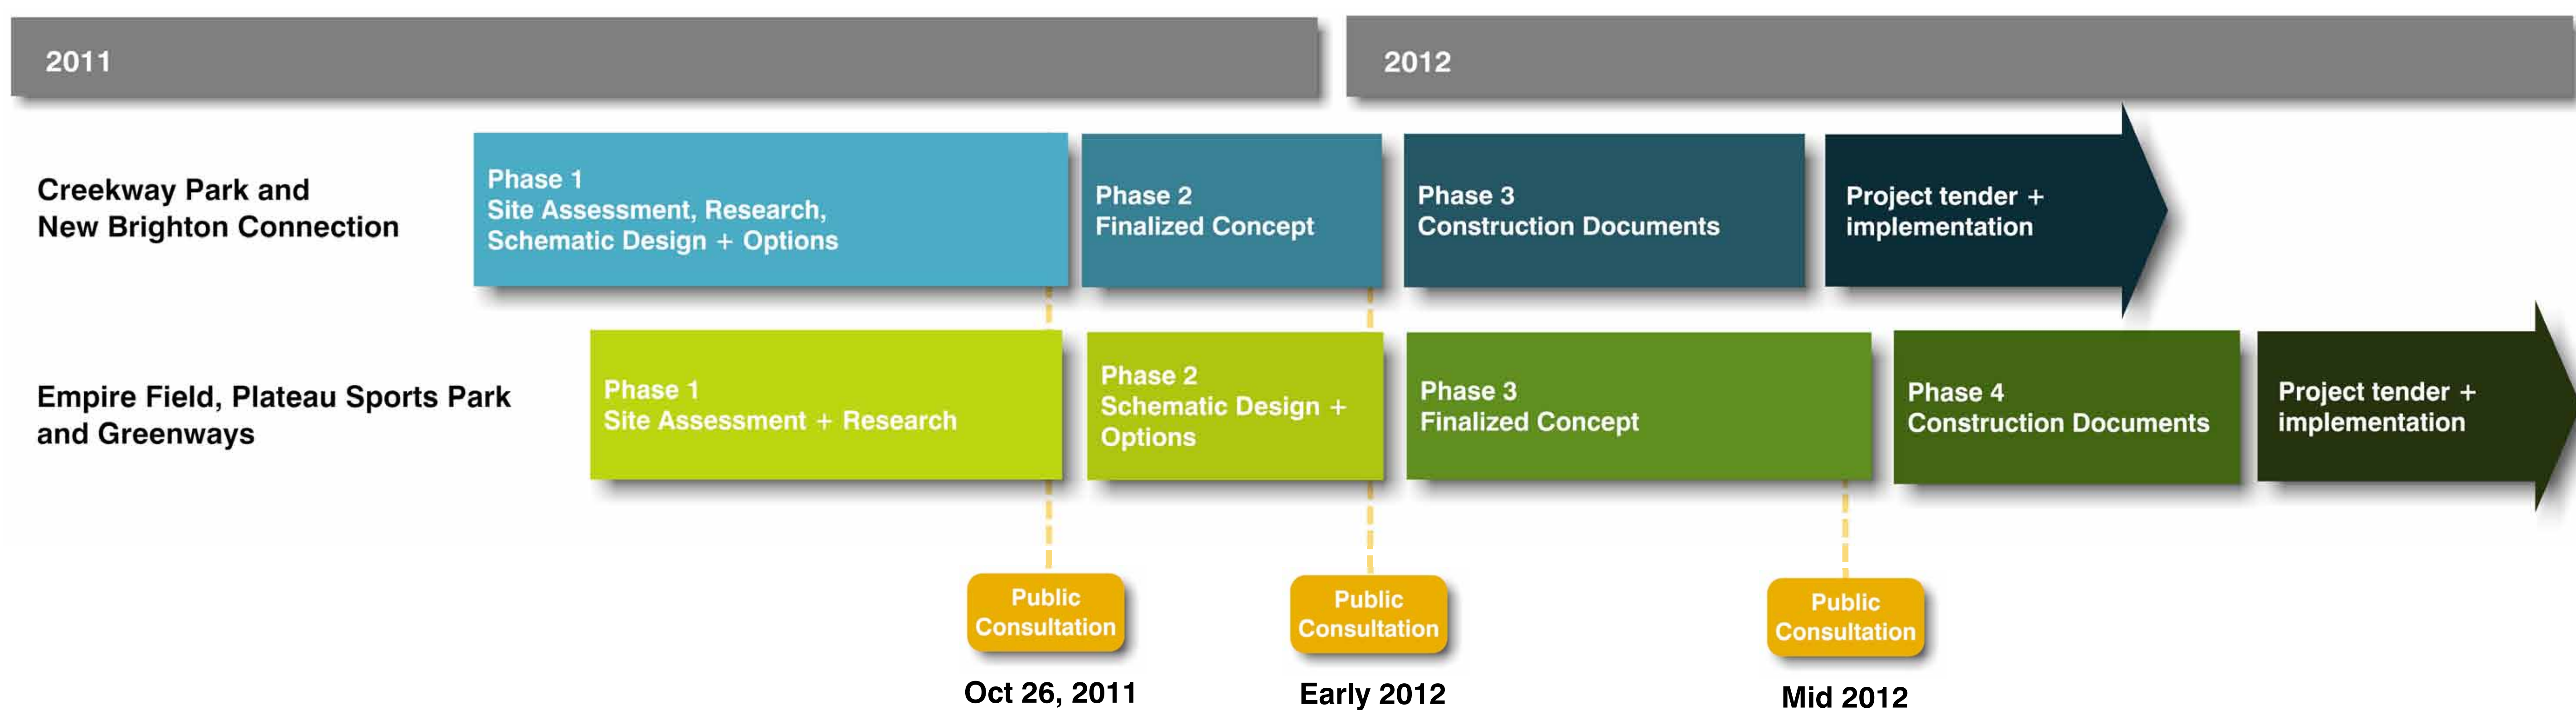 2011
2012
Creekway Park and
New Brighton Connection
Phase 1
Site Assessment, Research,
Schematic Design + Options
Phase 2
Finalized Concept
Phase 3
Construction Documents
Project tender +
implementation
Empire Field, Plateau Sports Park
and Greenways
Phase 1
Site Assessment + Research
Phase 2
Schematic Design +
Options
Phase 3
Finalized Concept
Phase 4
Construction Documents
Project tender +
implementation
Public
Consultation
Oct 26, 2011
Public
Consultation
Early 2012
Public
Consultation
Mid 2012